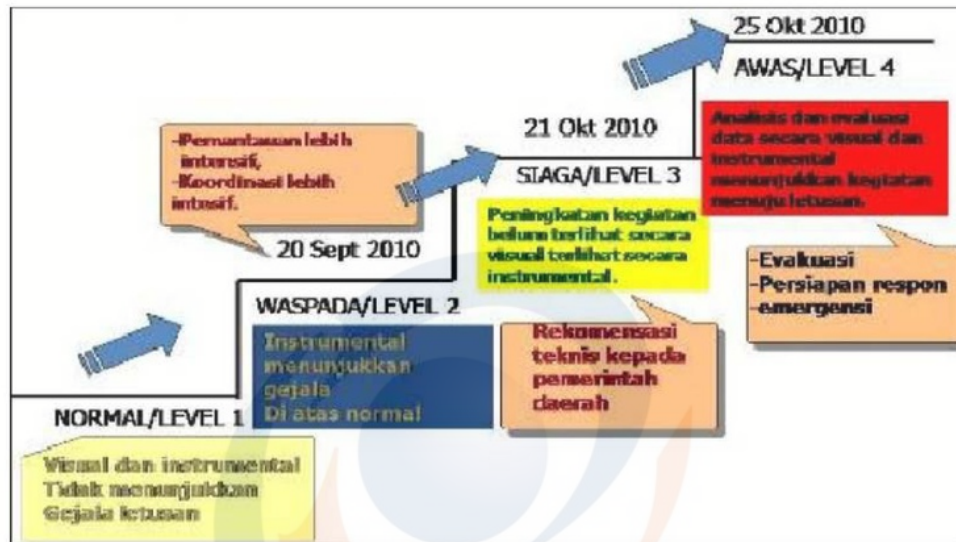 25 Okt 2010
AWAS/LEVEL 4
Analisis dan evaluasi
data secara visual dan
instrumental
menunjukkan kegiatan
menuju letusan.
-Evakuasi
-Persiapan respon
-emergensi
21 Okt 2010
SIAGA/LEVEL 3
Peningkatan kegiatan
belum terlihat secara
visual terlihat secara
instrumental.
Rekomensasi
teknis kepada
pemerintah
daerah
-Pemantauan lebih
intensif,
-Koordinasi lebih
intusif.
20 Sept 2010
WASPADA/LEVEL 2
Instrumental
menunjukkan
gejala
Di atas normal
NORMAL/LEVEL 1
Visual dan instrumental
Tidak menunjukkan
Gejala letusan